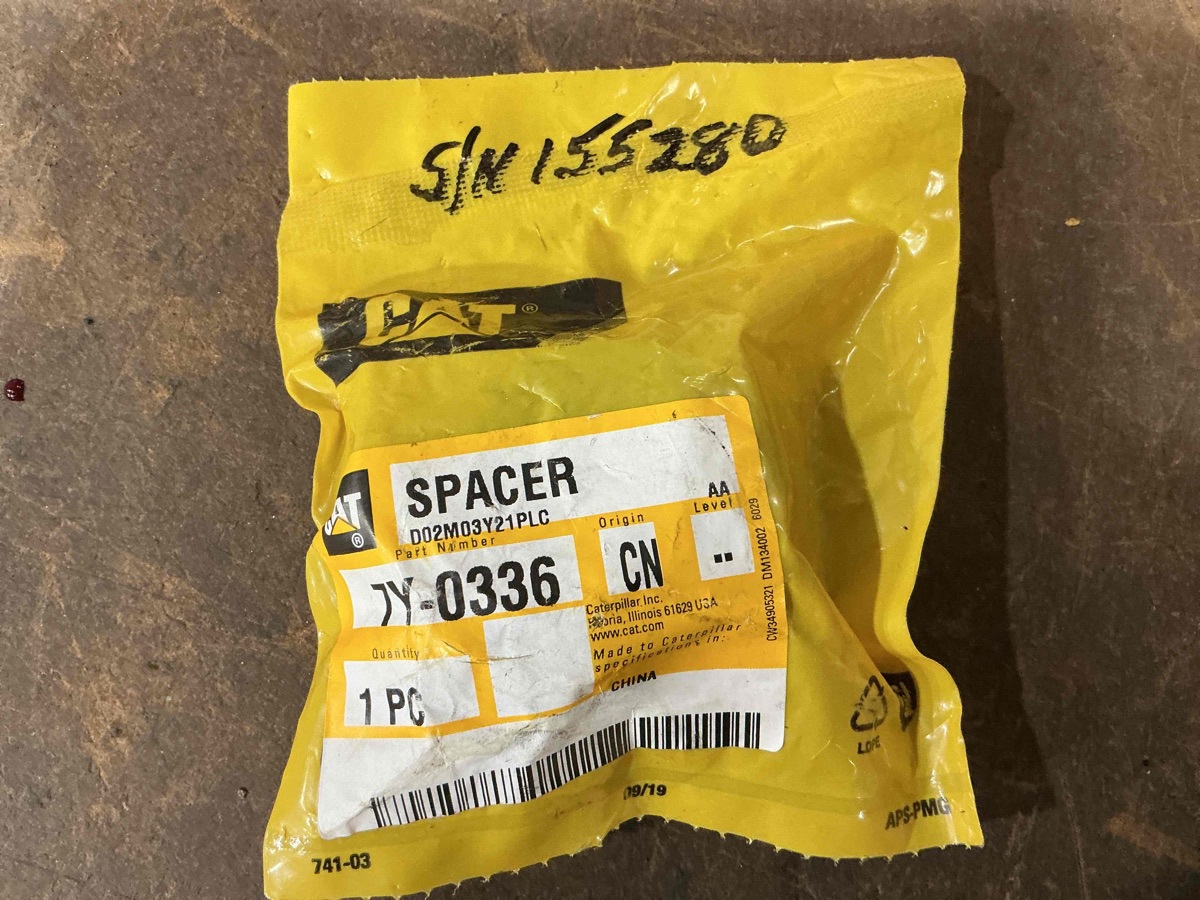 S/N 155280
CAT®
CAT®
SPACER
D02M03Y21PLC
Part Number
7Y-0336
Origin
CN
AA
Level
--
Caterpillar Inc.
Peoria, Illinois 61629 USA
www.cat.com
Made to Caterpillar
specifications in:
CHINA
Quantity
1 PC
CW34905321 DM134002 6029
LDPE
09/19
APS-PMG
741-03